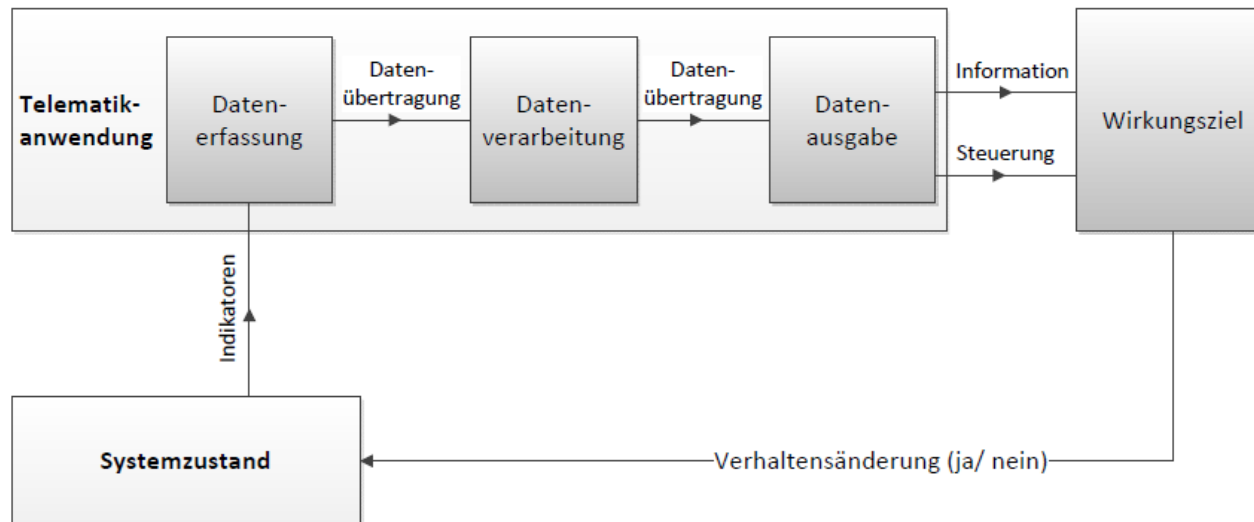 Telematik-
anwendung
Daten-
erfassung
Daten-
übertragung
Daten-
verarbeitung
Daten-
übertragung
Daten-
ausgabe
Information
Steuerung
Wirkungsziel
Indikatoren
Systemzustand
Verhaltensänderung (ja/ nein)